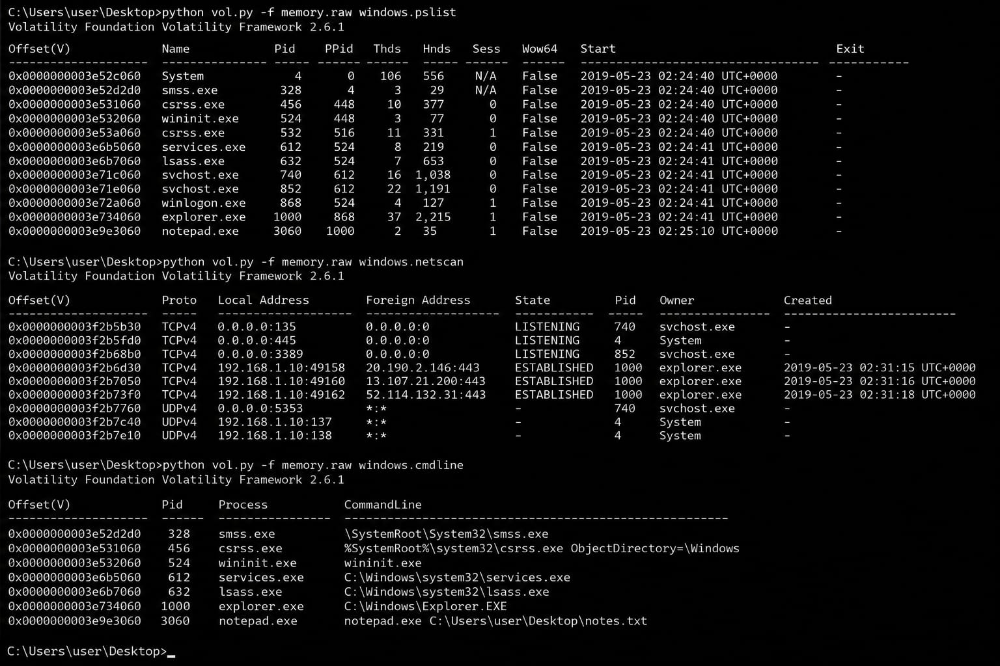 C:\Users\user\Desktop>python vol.py -f memory.raw windows.pslist
Volatility Foundation Volatility Framework 2.6.1
Offset(V) Name Pid PPid Thds Hnds Sess Wow64 Start Exit
-------------------- --------------- ----- ------ ------ ----- ------ ------ ---------------------------------- -----------
0x0000000003e52c060 System 4 0 106 556 N/A False 2019-05-23 02:24:40 UTC+0000 -
0x0000000003e52d2d0 smss.exe 328 4 3 29 N/A False 2019-05-23 02:24:40 UTC+0000 -
0x0000000003e531060 csrss.exe 456 448 10 377 0 False 2019-05-23 02:24:40 UTC+0000 -
0x0000000003e532060 wininit.exe 524 448 3 77 0 False 2019-05-23 02:24:40 UTC+0000 -
0x0000000003e53a060 csrss.exe 532 516 11 331 1 False 2019-05-23 02:24:40 UTC+0000 -
0x0000000003e6b5060 services.exe 612 524 8 219 0 False 2019-05-23 02:24:41 UTC+0000 -
0x0000000003e6b7060 lsass.exe 632 524 7 653 0 False 2019-05-23 02:24:41 UTC+0000 -
0x0000000003e71c060 svchost.exe 740 612 16 1,038 0 False 2019-05-23 02:24:41 UTC+0000 -
0x0000000003e71e060 svchost.exe 852 612 22 1,191 0 False 2019-05-23 02:24:41 UTC+0000 -
0x0000000003e72a060 winlogon.exe 868 524 4 127 1 False 2019-05-23 02:24:41 UTC+0000 -
0x0000000003e734060 explorer.exe 1000 868 37 2,215 1 False 2019-05-23 02:24:41 UTC+0000 -
0x0000000003e9e3060 notepad.exe 3060 1000 2 35 1 False 2019-05-23 02:25:10 UTC+0000 -
C:\Users\user\Desktop>python vol.py -f memory.raw windows.netscan
Volatility Foundation Volatility Framework 2.6.1
Offset(V) Proto Local Address Foreign Address State Pid Owner Created
-------------------- ----- ------------------- ------------------- ----------- ----- ---------------- -------------------------
0x0000000003f2b5b30 TCPv4 0.0.0.0:135 0.0.0.0:0 LISTENING 740 svchost.exe -
0x0000000003f2b5fd0 TCPv4 0.0.0.0:445 0.0.0.0:0 LISTENING 4 System -
0x0000000003f2b68b0 TCPv4 0.0.0.0:3389 0.0.0.0:0 LISTENING 852 svchost.exe -
0x0000000003f2b6d30 TCPv4 192.168.1.10:49158 20.190.2.146:443 ESTABLISHED 1000 explorer.exe 2019-05-23 02:31:15 UTC+0000
0x0000000003f2b7050 TCPv4 192.168.1.10:49160 13.107.21.200:443 ESTABLISHED 1000 explorer.exe 2019-05-23 02:31:16 UTC+0000
0x0000000003f2b73f0 TCPv4 192.168.1.10:49162 52.114.132.31:443 ESTABLISHED 1000 explorer.exe 2019-05-23 02:31:18 UTC+0000
0x0000000003f2b7760 UDPv4 0.0.0.0:5353 *:* - 740 svchost.exe -
0x0000000003f2b7c40 UDPv4 192.168.1.10:137 *:* - 4 System -
0x0000000003f2b7e10 UDPv4 192.168.1.10:138 *:* - 4 System -
C:\Users\user\Desktop>python vol.py -f memory.raw windows.cmdline
Volatility Foundation Volatility Framework 2.6.1
Offset(V) Pid Process CommandLine
-------------------- ------ ---------------- -------------------------------------------------------
0x0000000003e52d2d0 328 smss.exe \SystemRoot\System32\smss.exe
0x0000000003e531060 456 csrss.exe %SystemRoot%\system32\csrss.exe ObjectDirectory=\Windows
0x0000000003e532060 524 wininit.exe wininit.exe
0x0000000003e6b5060 612 services.exe C:\Windows\system32\services.exe
0x0000000003e6b7060 632 lsass.exe C:\Windows\system32\lsass.exe
0x0000000003e734060 1000 explorer.exe C:\Windows\Explorer.EXE
0x0000000003e9e3060 3060 notepad.exe notepad.exe C:\Users\user\Desktop\notes.txt
C:\Users\user\Desktop>_